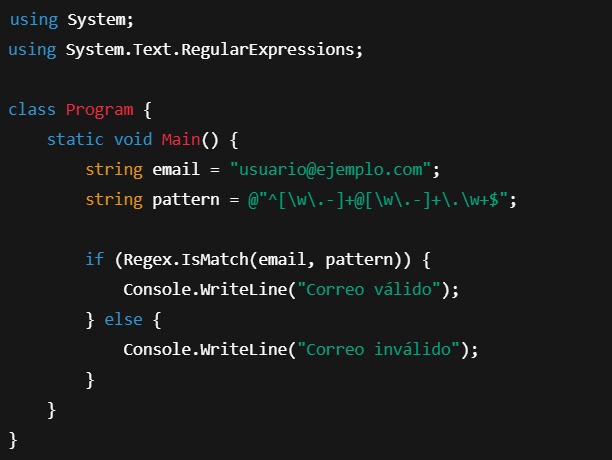 using System;
using System.Text.RegularExpressions;

class Program {
    static void Main() {
        string email = "usuario@ejemplo.com";
        string pattern = @"^[\w\.-]+@[\w\.-]+\.\w+$";

        if (Regex.IsMatch(email, pattern)) {
            Console.WriteLine("Correo válido");
        } else {
            Console.WriteLine("Correo inválido");
        }
    }
}